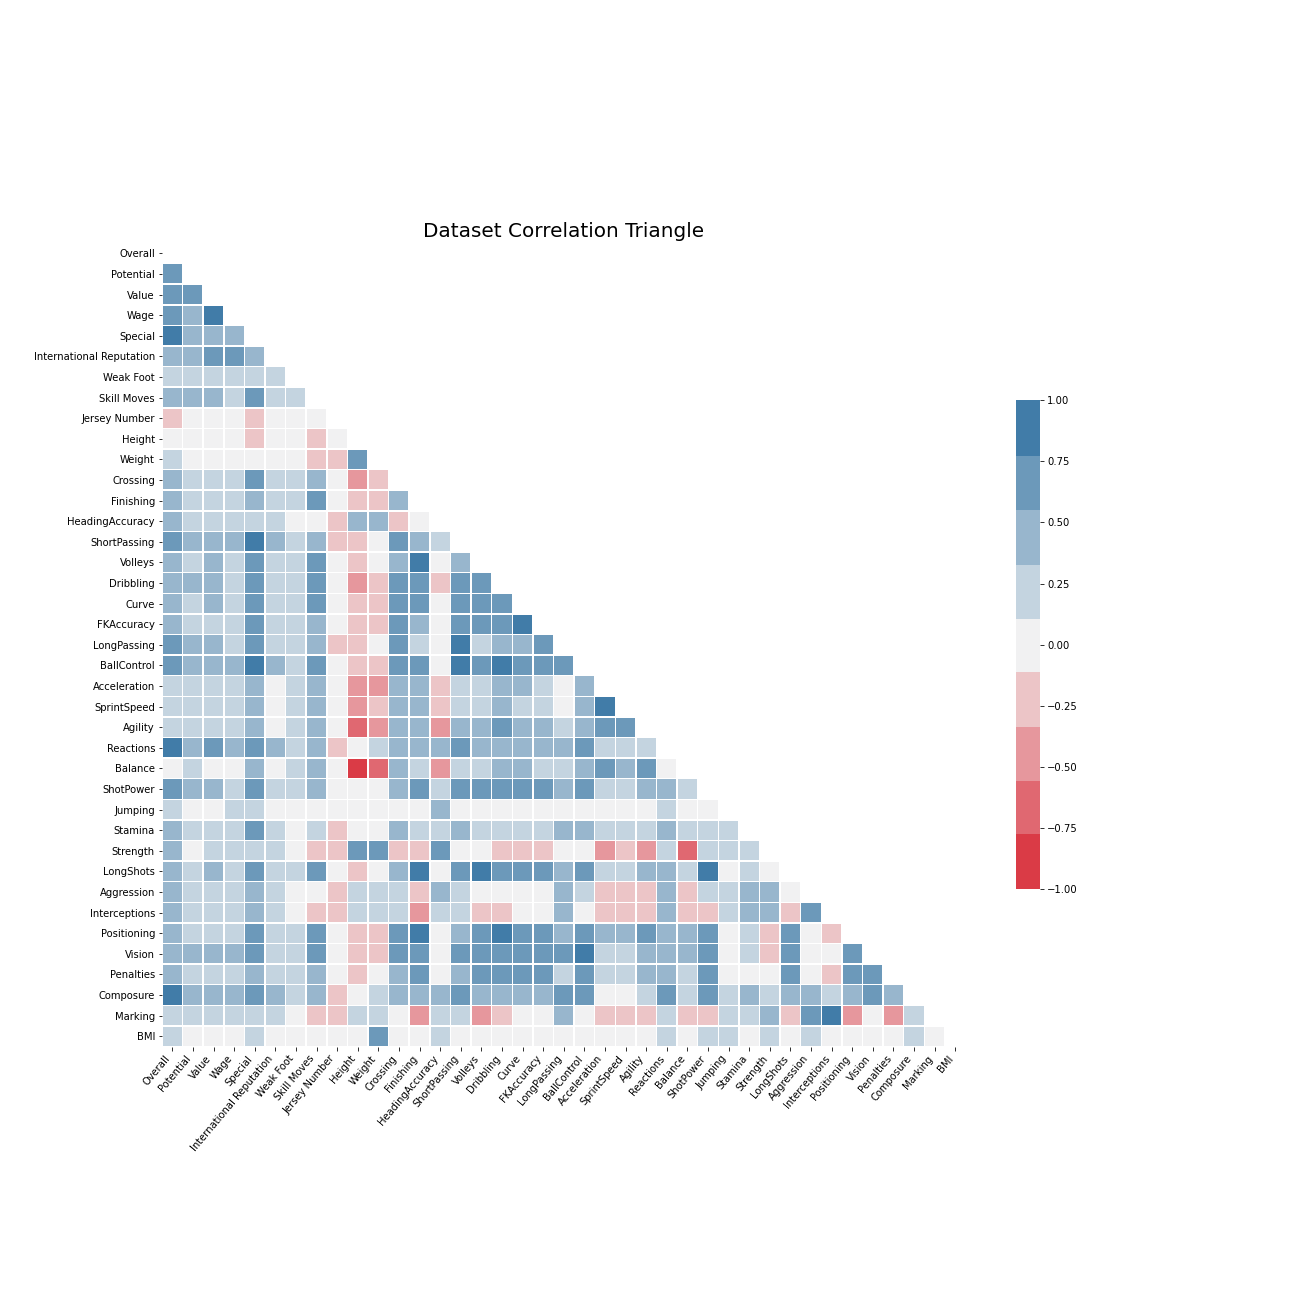 Dataset Correlation Triangle
Overall
Potential
Value
Wage
Special
International Reputation
Weak Foot
Skill Moves
Jersey Number
Height
Weight
Crossing
Finishing
HeadingAccuracy
ShortPassing
Volleys
Dribbling
Curve
FKAccuracy
LongPassing
BallControl
Acceleration
SprintSpeed
Agility
Reactions
Balance
ShotPower
Jumping
Stamina
Strength
LongShots
Aggression
Interceptions
Positioning
Vision
Penalties
Composure
Marking
BMI
Overall
Potential
Value
Wage
Special
International Reputation
Weak Foot
Skill Moves
Jersey Number
Height
Weight
Crossing
Finishing
HeadingAccuracy
ShortPassing
Volleys
Dribbling
Curve
FKAccuracy
LongPassing
BallControl
Acceleration
SprintSpeed
Agility
Reactions
Balance
ShotPower
Jumping
Stamina
Strength
LongShots
Aggression
Interceptions
Positioning
Vision
Penalties
Composure
Marking
BMI
1.00
0.75
0.50
0.25
0.00
−0.25
−0.50
−0.75
−1.00